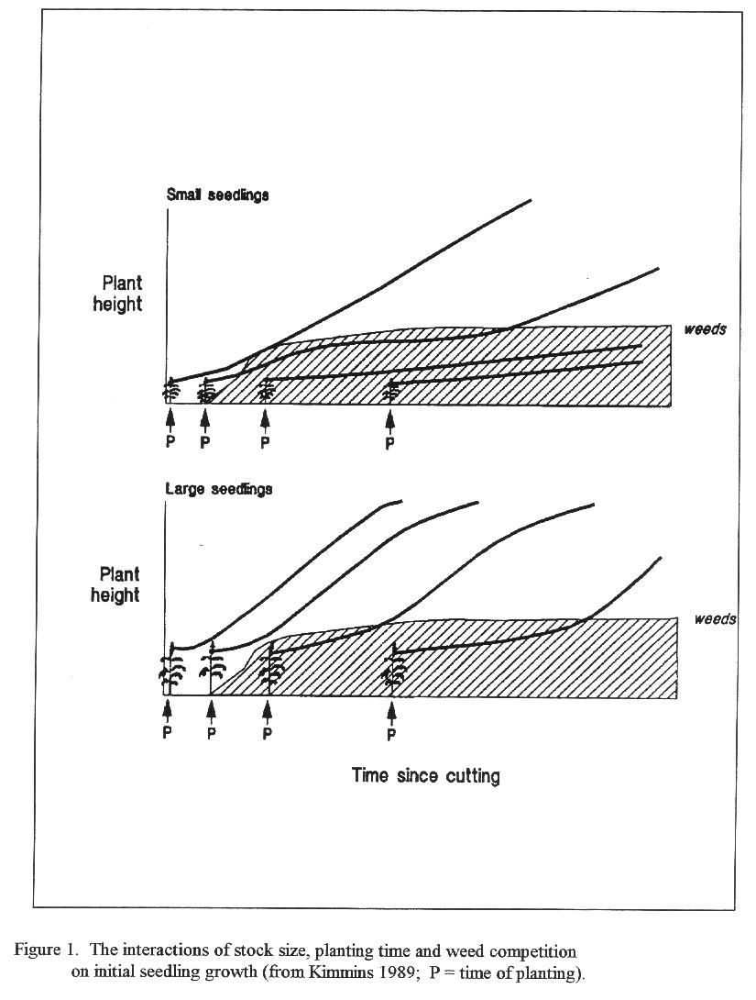 Small seedlings
Plant
height
weeds
P P P P
Large seedlings
Plant
height
weeds
P P P P
Time since cutting
Figure 1. The interactions of stock size, planting time and weed competition
on initial seedling growth (from Kimmins 1989; P = time of planting).